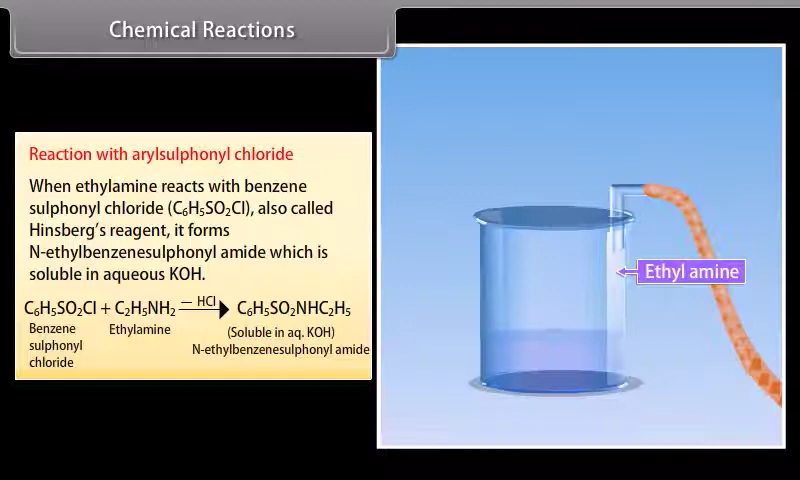 Chemical Reactions
Reaction with arylsulphonyl chloride
When ethylamine reacts with benzene
sulphonyl chloride (C₆H₅SO₂Cl), also called
Hinsberg's reagent, it forms
N-ethylbenzenesulphonyl amide which is
soluble in aqueous KOH.
C₆H₅SO₂Cl + C₂H₅NH₂ — HCl → C₆H₅SO₂NHC₂H₅
Benzene sulphonyl chloride
Ethylamine
(Soluble in aq. KOH)
N-ethylbenzenesulphonyl amide
Ethyl amine